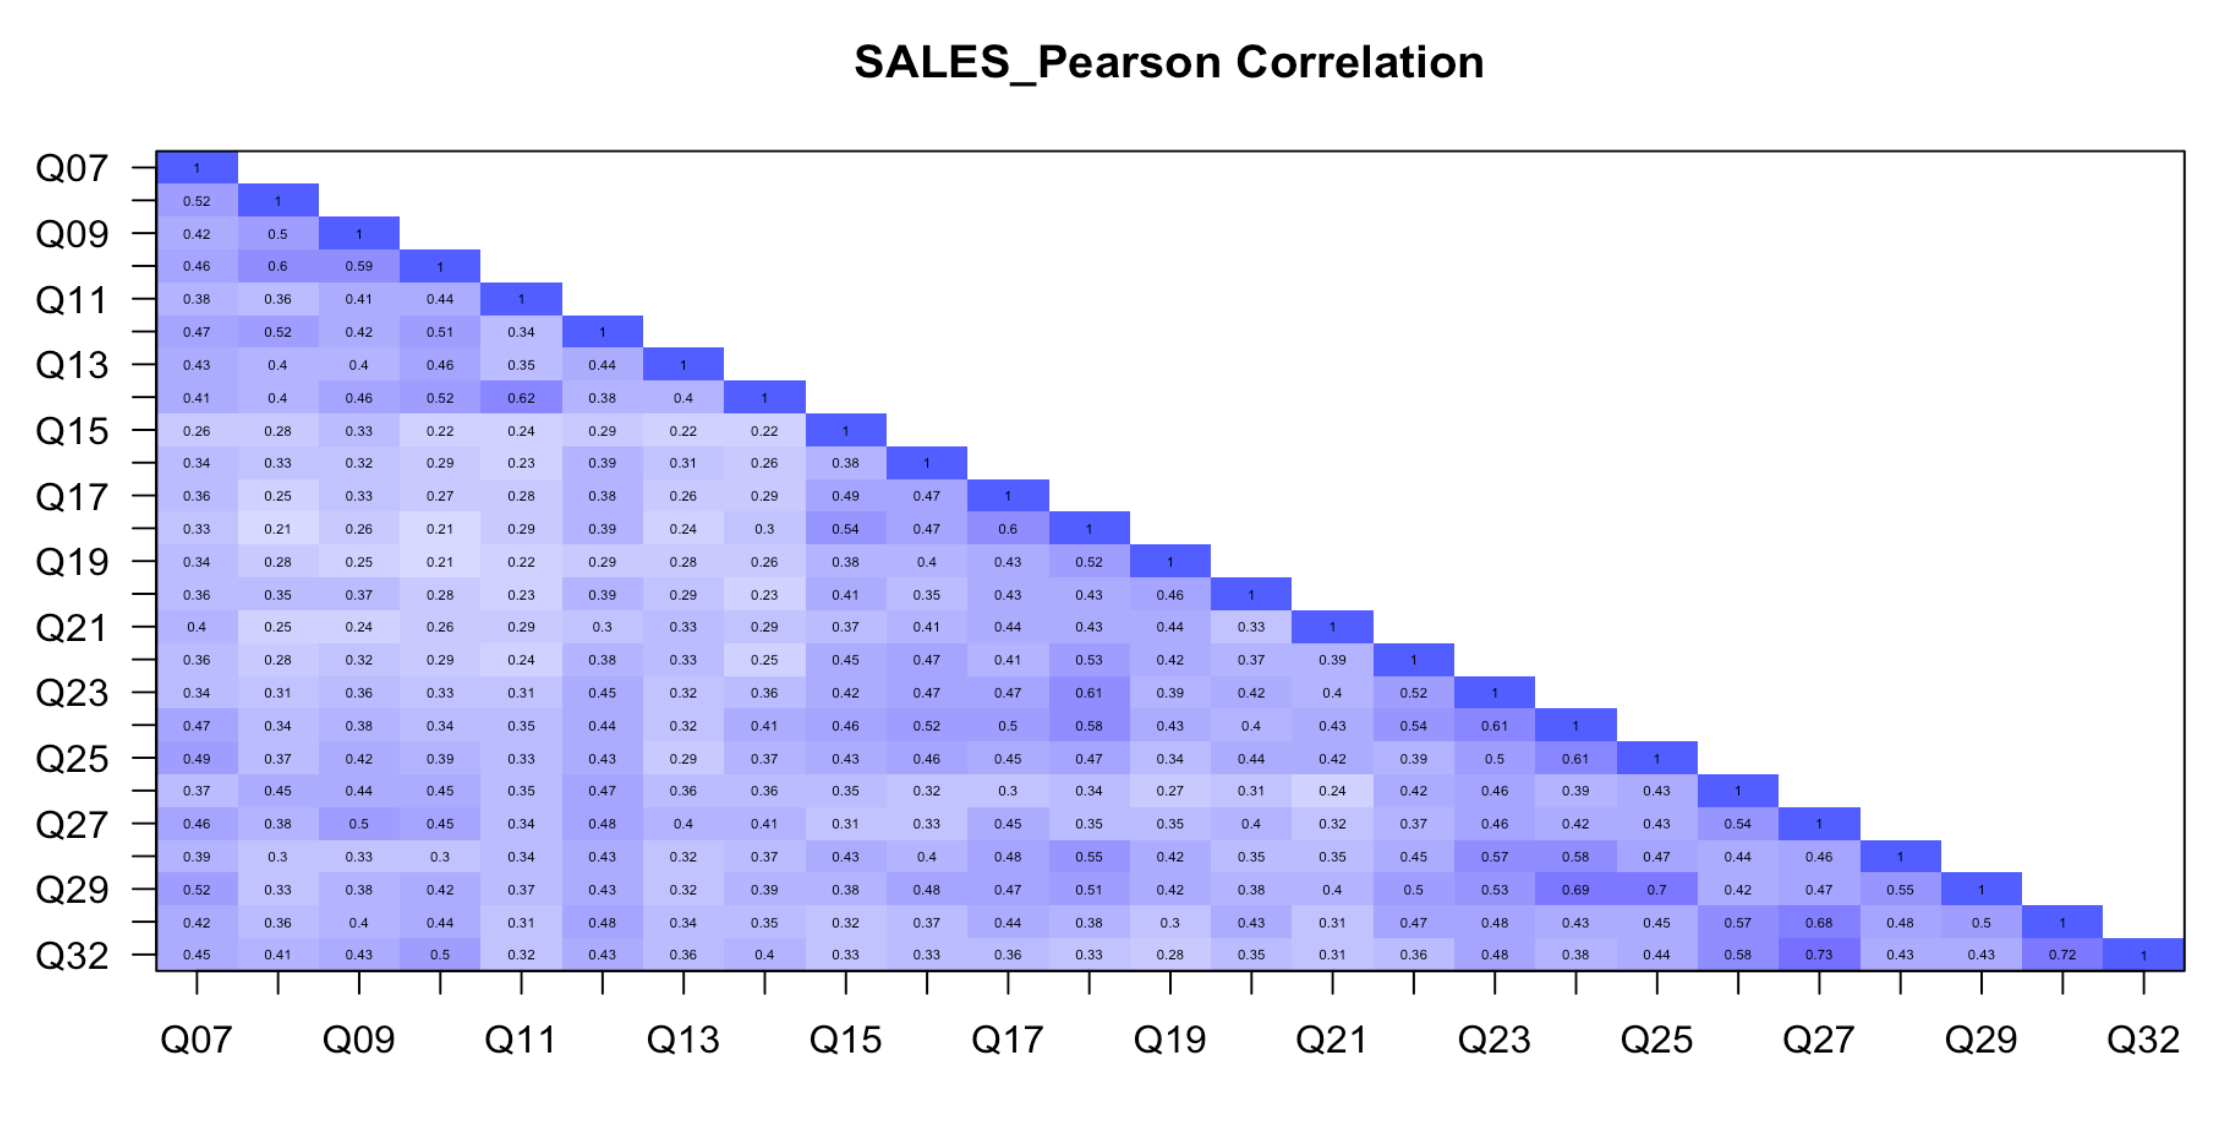 SALES_Pearson Correlation
Q07 1
0.52 1
Q09 0.42 0.5 1
0.46 0.6 0.59 1
Q11 0.38 0.36 0.41 0.44 1
0.47 0.52 0.42 0.51 0.34 1
Q13 0.43 0.4 0.4 0.46 0.35 0.44 1
0.41 0.4 0.46 0.52 0.62 0.38 0.4 1
Q15 0.26 0.28 0.33 0.22 0.24 0.29 0.22 0.22 1
0.34 0.33 0.32 0.29 0.23 0.39 0.31 0.26 0.38 1
Q17 0.36 0.25 0.33 0.27 0.28 0.38 0.26 0.29 0.49 0.47 1
0.33 0.21 0.26 0.21 0.29 0.39 0.24 0.3 0.54 0.47 0.6 1
Q19 0.34 0.28 0.25 0.21 0.22 0.29 0.28 0.26 0.38 0.4 0.43 0.52 1
0.36 0.35 0.37 0.28 0.23 0.39 0.29 0.23 0.41 0.35 0.43 0.43 0.46 1
Q21 0.4 0.25 0.24 0.26 0.29 0.3 0.33 0.29 0.37 0.41 0.44 0.43 0.44 0.33 1
0.36 0.28 0.32 0.29 0.24 0.38 0.33 0.25 0.45 0.47 0.41 0.53 0.42 0.37 0.39 1
Q23 0.34 0.31 0.36 0.33 0.31 0.45 0.32 0.36 0.42 0.47 0.47 0.61 0.39 0.42 0.4 0.52 1
0.47 0.34 0.38 0.34 0.35 0.44 0.32 0.41 0.46 0.52 0.5 0.58 0.43 0.4 0.43 0.54 0.61 1
Q25 0.49 0.37 0.42 0.39 0.33 0.43 0.29 0.37 0.43 0.46 0.45 0.47 0.34 0.44 0.42 0.39 0.5 0.61 1
0.37 0.45 0.44 0.45 0.35 0.47 0.36 0.36 0.35 0.32 0.3 0.34 0.27 0.31 0.24 0.42 0.46 0.39 0.43 1
Q27 0.46 0.38 0.5 0.45 0.34 0.48 0.4 0.41 0.31 0.33 0.45 0.35 0.35 0.4 0.32 0.37 0.46 0.42 0.43 0.54 1
0.39 0.3 0.33 0.3 0.34 0.43 0.32 0.37 0.43 0.4 0.48 0.55 0.42 0.35 0.35 0.45 0.57 0.58 0.47 0.44 0.46 1
Q29 0.52 0.33 0.38 0.42 0.37 0.43 0.32 0.39 0.38 0.48 0.47 0.51 0.42 0.38 0.4 0.5 0.53 0.69 0.7 0.42 0.47 0.55 1
0.42 0.36 0.4 0.44 0.31 0.48 0.34 0.35 0.32 0.37 0.44 0.38 0.3 0.43 0.31 0.47 0.48 0.43 0.45 0.57 0.68 0.48 0.5 1
Q32 0.45 0.41 0.43 0.5 0.32 0.43 0.36 0.4 0.33 0.33 0.36 0.33 0.28 0.35 0.31 0.36 0.48 0.38 0.44 0.58 0.73 0.43 0.43 0.72 1
Q07 Q09 Q11 Q13 Q15 Q17 Q19 Q21 Q23 Q25 Q27 Q29 Q32